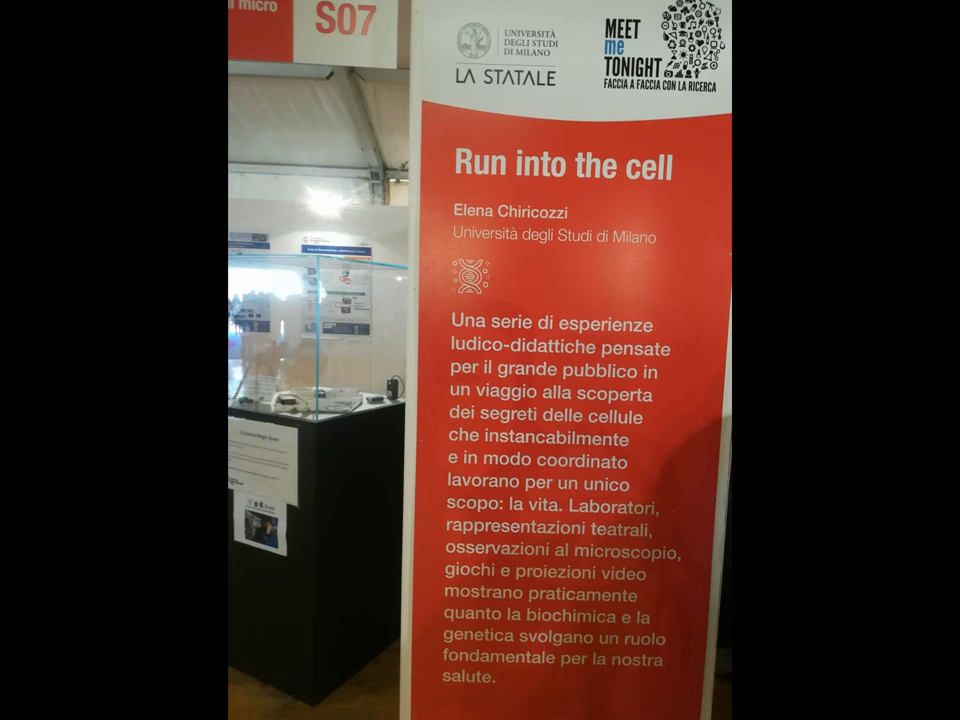 micro
S07
UNIVERSITÀ
DEGLI STUDI
DI MILANO
LA STATALE
MEET
me
TONIGHT
FACCIA A FACCIA CON LA RICERCA
Run into the cell
Elena Chiricozzi
Università degli Studi di Milano
Una serie di esperienze
ludico-didattiche pensate
per il grande pubblico in
un viaggio alla scoperta
dei segreti delle cellule
che instancabilmente
e in modo coordinato
lavorano per un unico
scopo: la vita. Laboratori,
rappresentazioni teatrali,
osservazioni al microscopio,
giochi e proiezioni video
mostrano praticamente
quanto la biochimica e la
genetica svolgano un ruolo
fondamentale per la nostra
salute.